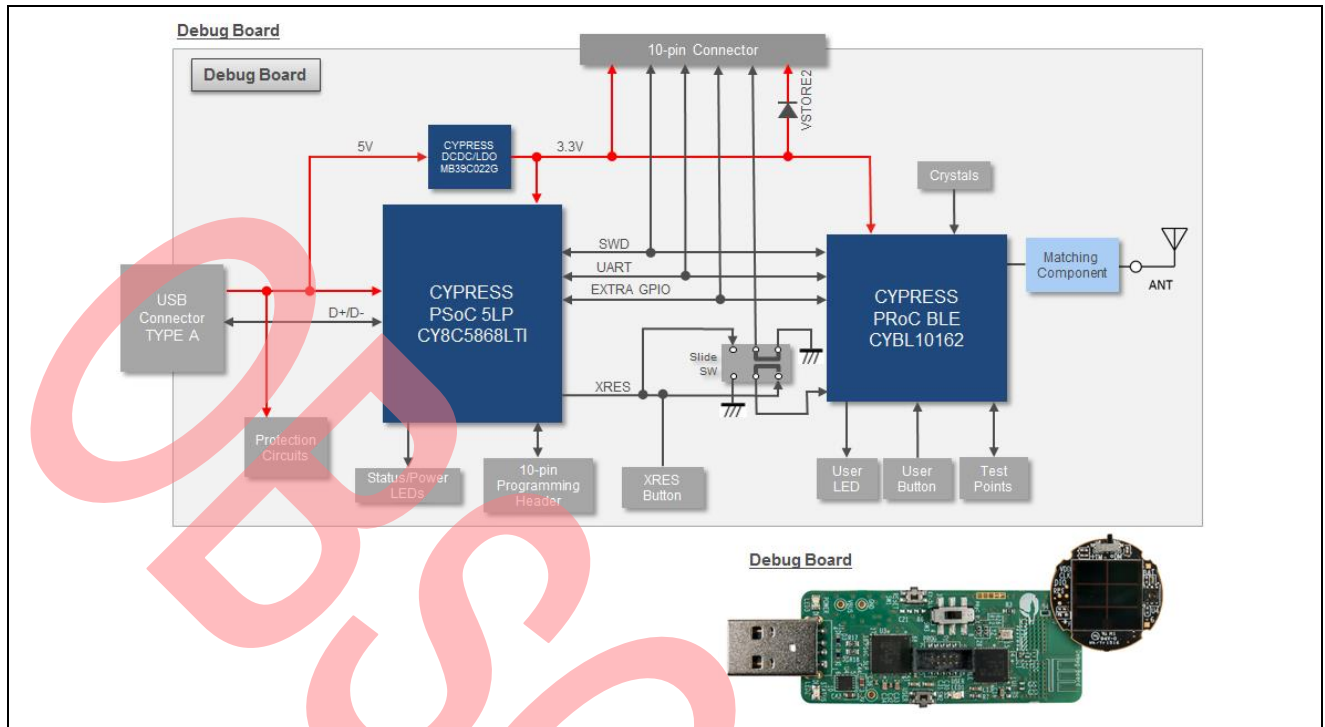 Debug Board
10-pin Connector
Debug Board
VSTORE2
5V
CYPRESS
DCDC/LDO
MB39C022G
3.3V
Crystals
SWD
UART
EXTRA GPIO
USB
Connector
TYPE A
D+/D-
CYPRESS
PSoC 5LP
CY8C5868LTI
CYPRESS
PRoC BLE
CYBL10162
Matching
Component
ANT
Slide
SW
XRES
Protection
Circuits
Status/Power
LEDs
10-pin
Programming
Header
XRES
Button
User
LED
User
Button
Test
Points
Debug Board
OBSO